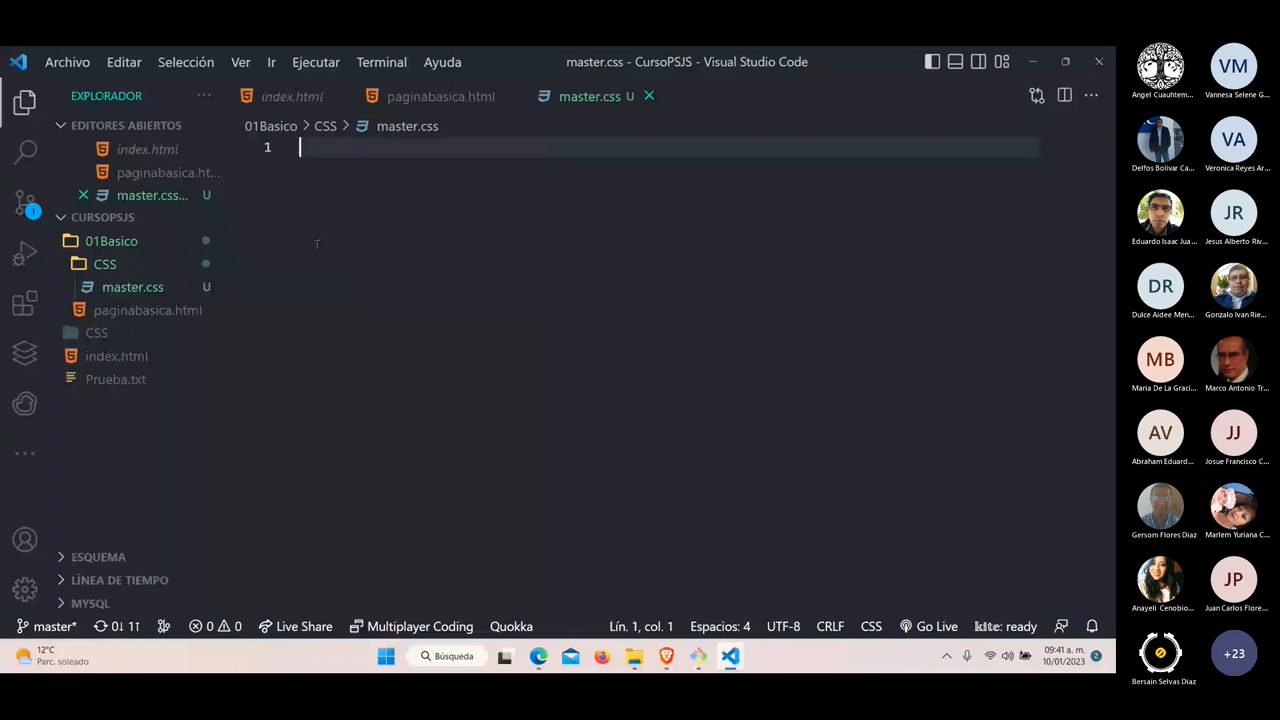 Archivo Editar Selección Ver Ir Ejecutar Terminal Ayuda master.css - CursoPSJS - Visual Studio Code
EXPLORADOR
EDITORES ABIERTOS
index.html
paginabasica.ht...
master.css... U
CURSOPSJS
01Basico
CSS
master.css U
paginabasica.html
CSS
index.html
Prueba.txt
ESQUEMA
LÍNEA DE TIEMPO
MYSQL
1
index.html paginabasica.html master.css U
01Basico > CSS > master.css
1
master* 0↓ 1↑ 0 0 Live Share Multiplayer Coding Quokka Lín. 1, col. 1 Espacios: 4 UTF-8 CRLF CSS Go Live kite: ready
12°C
Parc. soleado
Búsqueda
09:41 a. m.
10/01/2023
2
VM
Angel Cuauhtem... Vannesa Selene G...
VA
Delfos Bolivar Ca... Veronica Reyes Ar...
JR
Eduardo Isaac Jua... Jesus Alberto Riv...
DR
Dulce Aidee Men... Gonzalo Ivan Rie...
MB
Maria De La Graci... Marco Antonio Tr...
AV JJ
Abraham Eduard... Josue Francisco C...
Gersom Flores Diaz Marlem Yuriana C...
JP
Anayeli Cenobio... Juan Carlos Flore...
+23
Bersain Selvas Diaz